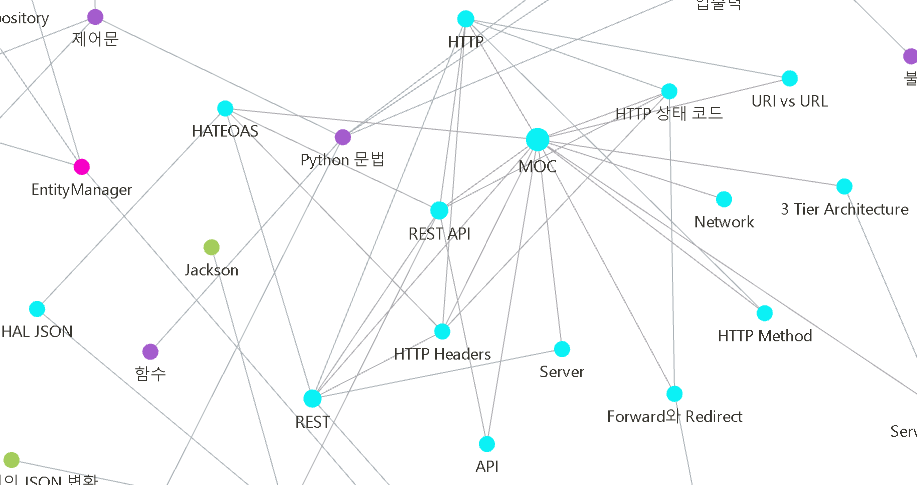 ository
제어문
HTTP
입출력
불
HATEOAS
Python 문법
HTTP 상태 코드
URI vs URL
MOC
EntityManager
REST API
Network
3 Tier Architecture
Jackson
HAL JSON
함수
HTTP Headers
Server
HTTP Method
REST
Forward와 Redirect
Serv
API
의 JSON 변환